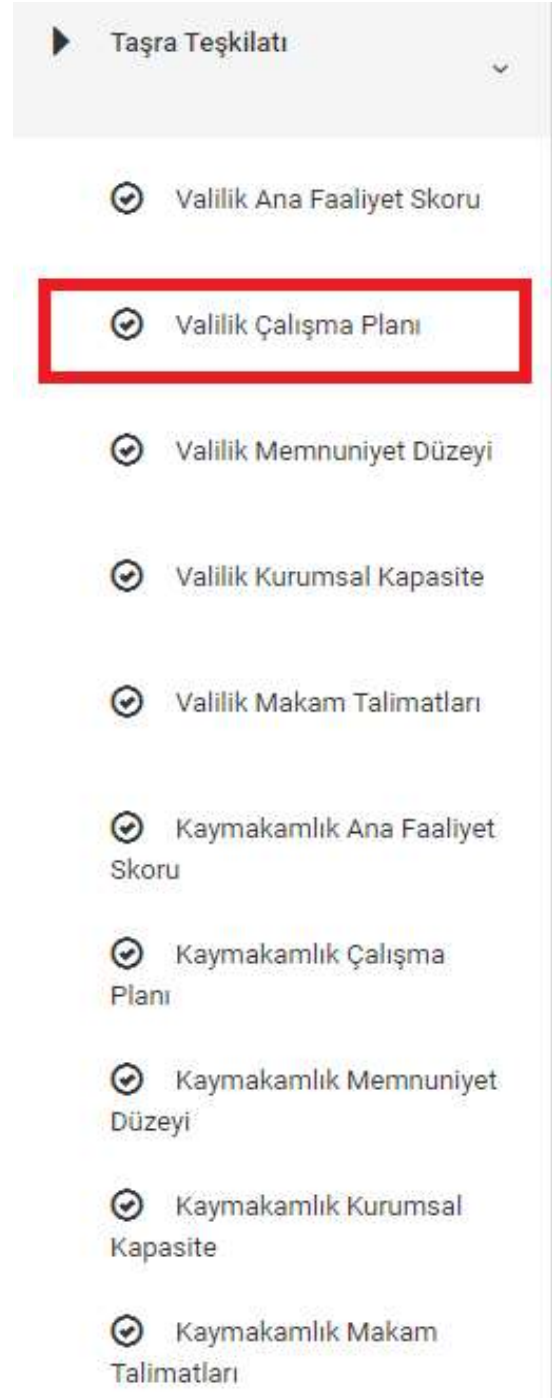 Taşra Teşkilatı
Valilik Ana Faaliyet Skoru
Valilik Çalışma Planı
Valilik Memnuniyet Düzeyi
Valilik Kurumsal Kapasite
Valilik Makam Talimatları
Kaymakamlık Ana Faaliyet
Skoru
Kaymakamlık Çalışma
Planı
Kaymakamlık Memnuniyet
Düzeyi
Kaymakamlık Kurumsal
Kapasite
Kaymakamlık Makam
Talimatları